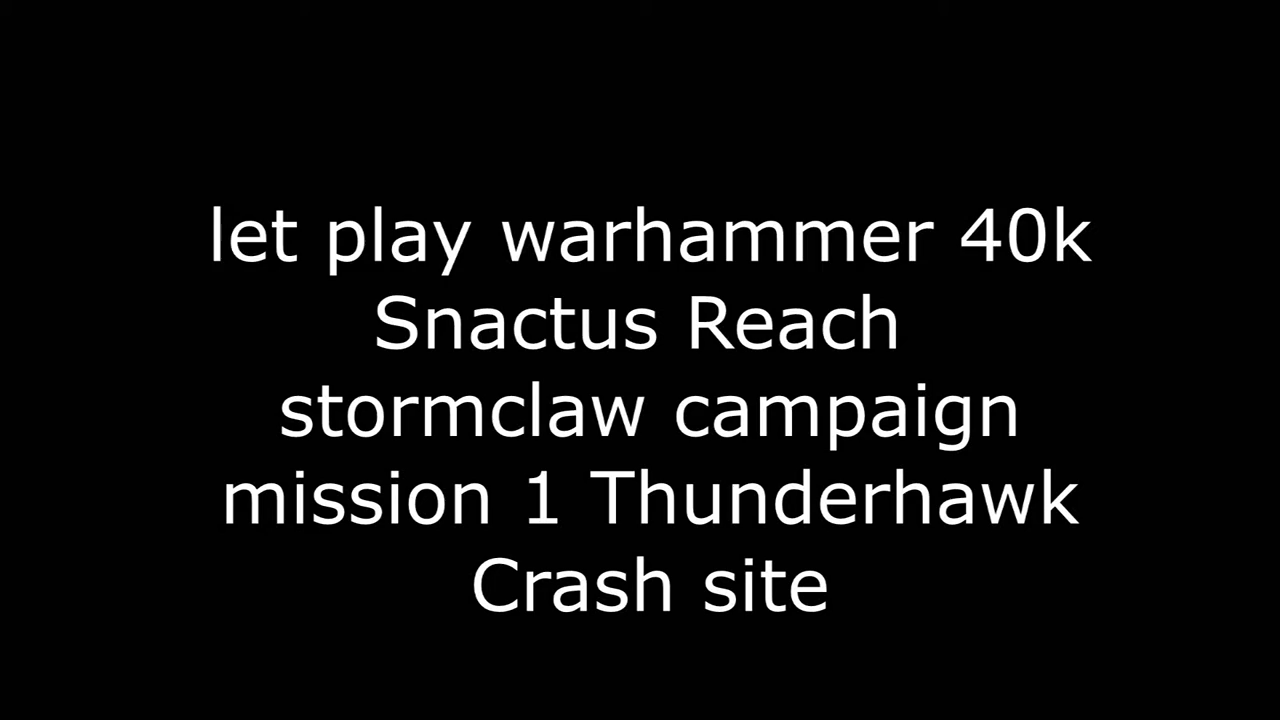 let play warhammer 40k
Snactus Reach
stormclaw campaign
mission 1 Thunderhawk
Crash site